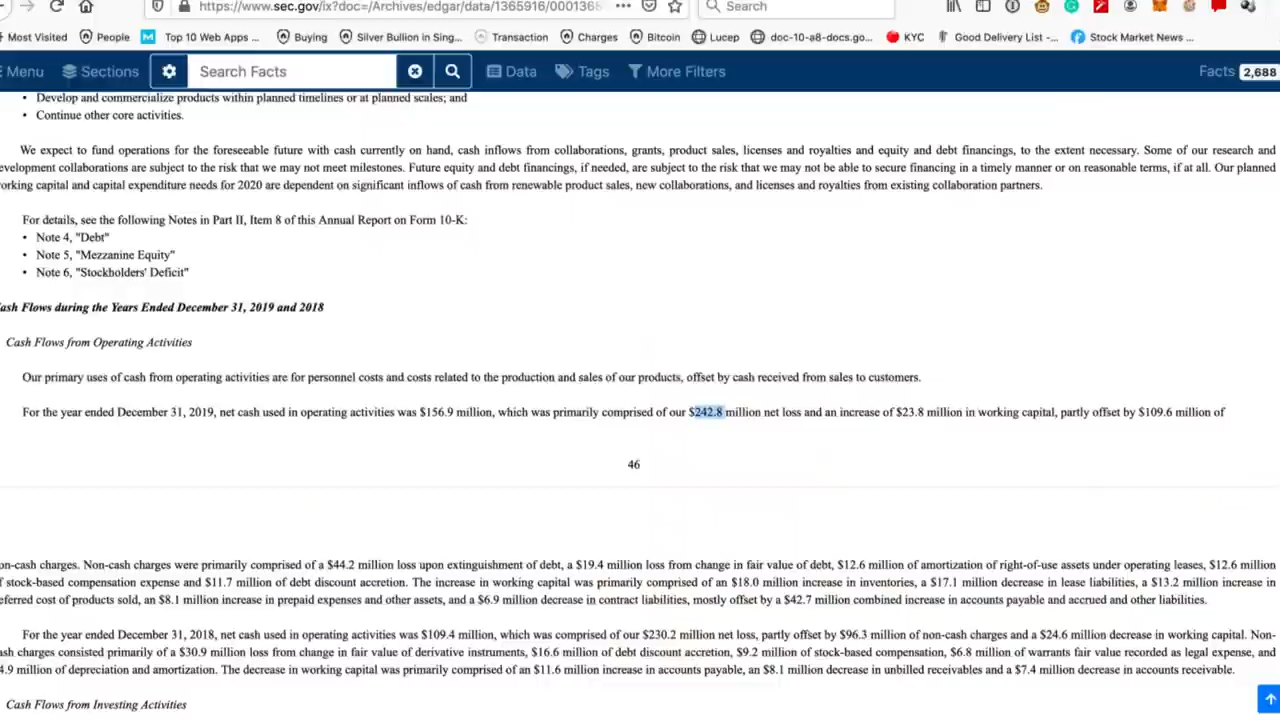 https://www.sec.gov/ix?doc=/Archives/edgar/data/1365916/0001365 ••• Search
Most Visited People Top 10 Web Apps ... Buying Silver Bullion in Sing... Transaction Charges Bitcoin Lucep doc-10-a8-docs.go... KYC Good Delivery List -... Stock Market News ...
Menu Sections Search Facts Data Tags More Filters Facts 2,688
• Develop and commercialize products within planned timelines or at planned scales; and
• Continue other core activities.
We expect to fund operations for the foreseeable future with cash currently on hand, cash inflows from collaborations, grants, product sales, licenses and royalties and equity and debt financings, to the extent necessary. Some of our research and
evelopment collaborations are subject to the risk that we may not meet milestones. Future equity and debt financings, if needed, are subject to the risk that we may not be able to secure financing in a timely manner or on reasonable terms, if at all. Our planned
orking capital and capital expenditure needs for 2020 are dependent on significant inflows of cash from renewable product sales, new collaborations, and licenses and royalties from existing collaboration partners.
For details, see the following Notes in Part II, Item 8 of this Annual Report on Form 10-K:
• Note 4, "Debt"
• Note 5, "Mezzanine Equity"
• Note 6, "Stockholders' Deficit"
ash Flows during the Years Ended December 31, 2019 and 2018
Cash Flows from Operating Activities
Our primary uses of cash from operating activities are for personnel costs and costs related to the production and sales of our products, offset by cash received from sales to customers.
For the year ended December 31, 2019, net cash used in operating activities was $156.9 million, which was primarily comprised of our $242.8 million net loss and an increase of $23.8 million in working capital, partly offset by $109.6 million of
46
on-cash charges. Non-cash charges were primarily comprised of a $44.2 million loss upon extinguishment of debt, a $19.4 million loss from change in fair value of debt, $12.6 million of amortization of right-of-use assets under operating leases, $12.6 million
f stock-based compensation expense and $11.7 million of debt discount accretion. The increase in working capital was primarily comprised of an $18.0 million increase in inventories, a $17.1 million decrease in lease liabilities, a $13.2 million increase in
eferred cost of products sold, an $8.1 million increase in prepaid expenses and other assets, and a $6.9 million decrease in contract liabilities, mostly offset by a $42.7 million combined increase in accounts payable and accrued and other liabilities.
For the year ended December 31, 2018, net cash used in operating activities was $109.4 million, which was comprised of our $230.2 million net loss, partly offset by $96.3 million of non-cash charges and a $24.6 million decrease in working capital. Non-
ash charges consisted primarily of a $30.9 million loss from change in fair value of derivative instruments, $16.6 million of debt discount accretion, $9.2 million of stock-based compensation, $6.8 million of warrants fair value recorded as legal expense, and
4.9 million of depreciation and amortization. The decrease in working capital was primarily comprised of an $11.6 million increase in accounts payable, an $8.1 million decrease in unbilled receivables and a $7.4 million decrease in accounts receivable.
Cash Flows from Investing Activities